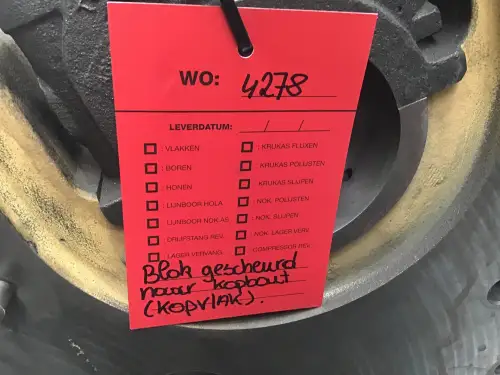 WO: 4278
LEVERDATUM: / /
VLAKKEN
BOREN
HONEN
LIJNBOOR HOLA
LIJNBOOR NOK.AS
DRIJFSTANG REV.
LAGER VERVANG.
KRUKAS FLUXEN
KRUKAS POLIJSTEN
KRUKAS SLIJPEN
NOK. POLIJSTEN
NOK. SLIJPEN
NOK. LAGER VERV.
COMPRESSOR REV.
Blok gescheurd
naar kopbout
(KOPVlAK).